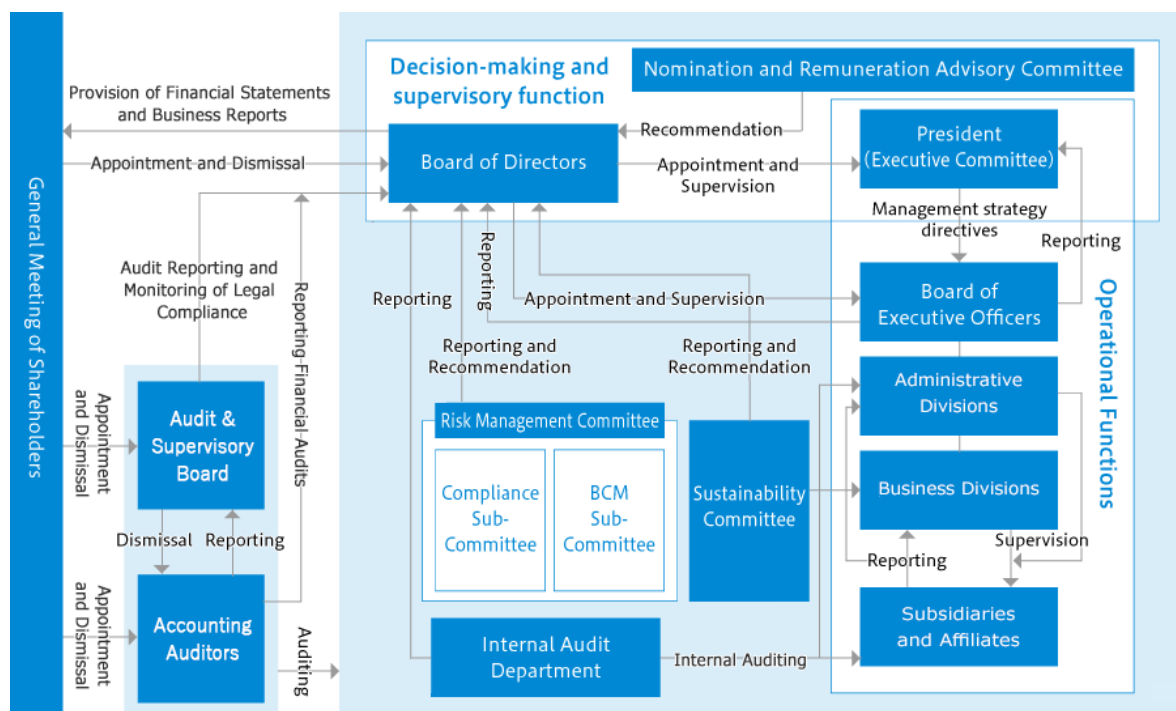 General Meeting of Shareholders
Provision of Financial Statements
and Business Reports
Appointment and Dismissal
Audit Reporting and
Monitoring of Legal
Compliance
Reporting-Financial-Audits
Appointment
and Dismissal
Audit &
Supervisory
Board
Dismissal
Reporting
Appointment
and Dismissal
Accounting
Auditors
Auditing
Decision-making and
supervisory function
Nomination and Remuneration Advisory Committee
Recommendation
Board of Directors
Appointment and
Supervision
President
(Executive Committee)
Management strategy
directives
Reporting
Reporting
Reporting
Appointment and Supervision
Board of
Executive Officers
Operational Functions
Reporting and
Recommendation
Reporting and
Recommendation
Administrative
Divisions
Risk Management Committee
Compliance
Sub-
Committee
BCM
Sub-
Committee
Sustainability
Committee
Business Divisions
Supervision
Reporting
Subsidiaries
and Affiliates
Internal Audit
Department
Internal Auditing